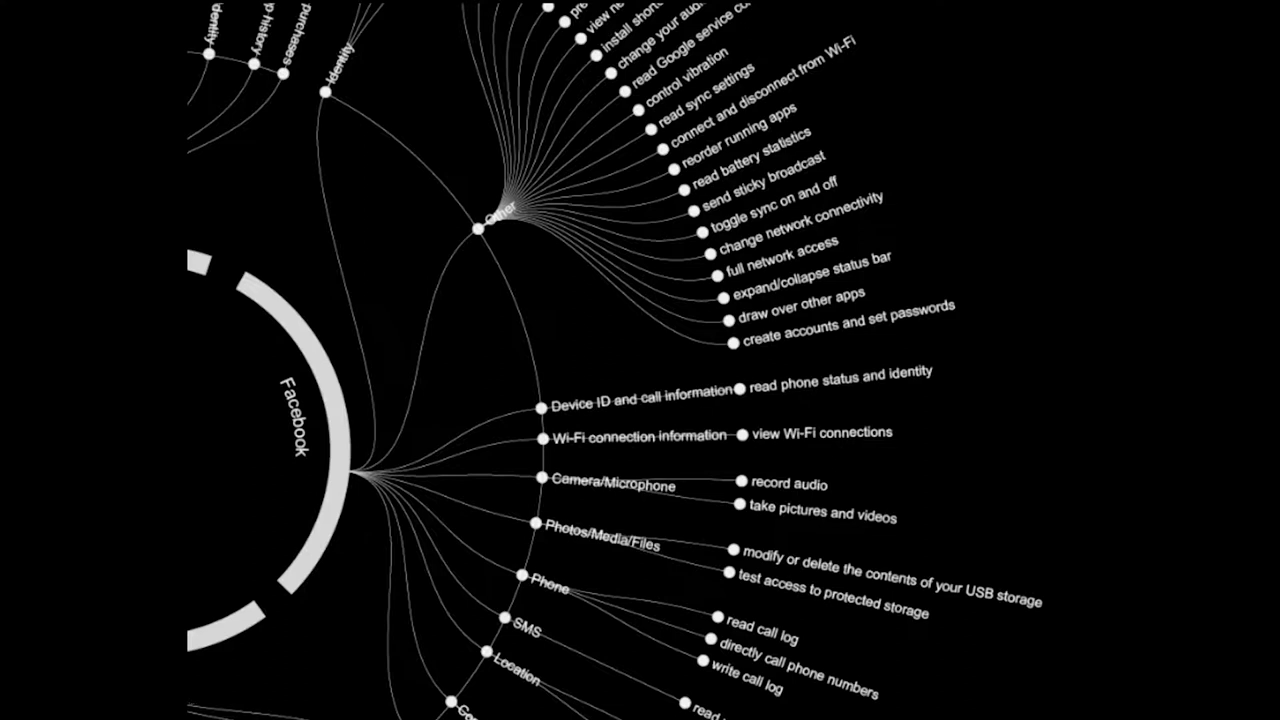 purchases
Identity
install
change your
read Google service
control vibration
read sync settings
connect and disconnect from Wi-Fi
reorder running apps
read battery statistics
send sticky broadcast
toggle sync on and off
change network connectivity
full network access
expand/collapse status bar
draw over other apps
create accounts and set passwords
Other
Facebook
Device ID and call information
read phone status and identity
Wi-Fi connection information
view Wi-Fi connections
Camera/Microphone
record audio
take pictures and videos
Photos/Media/Files
modify or delete the contents of your USB storage
test access to protected storage
Phone
read call log
directly call phone numbers
write call log
SMS
read
Location